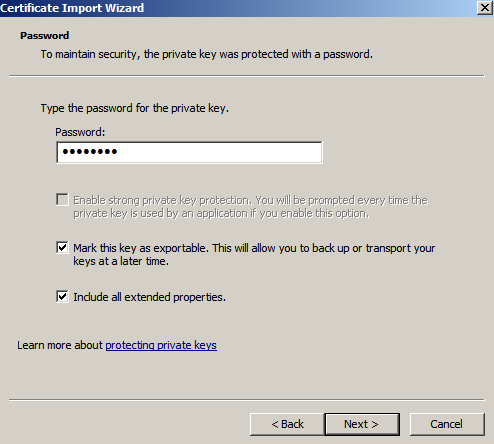 Certificate Import Wizard
Password
To maintain security, the private key was protected with a password.
Type the password for the private key.
Password:
••••••••
Enable strong private key protection. You will be prompted every time the
private key is used by an application if you enable this option.
Mark this key as exportable. This will allow you to back up or transport your
keys at a later time.
Include all extended properties.
Learn more about protecting private keys
< Back Next > Cancel